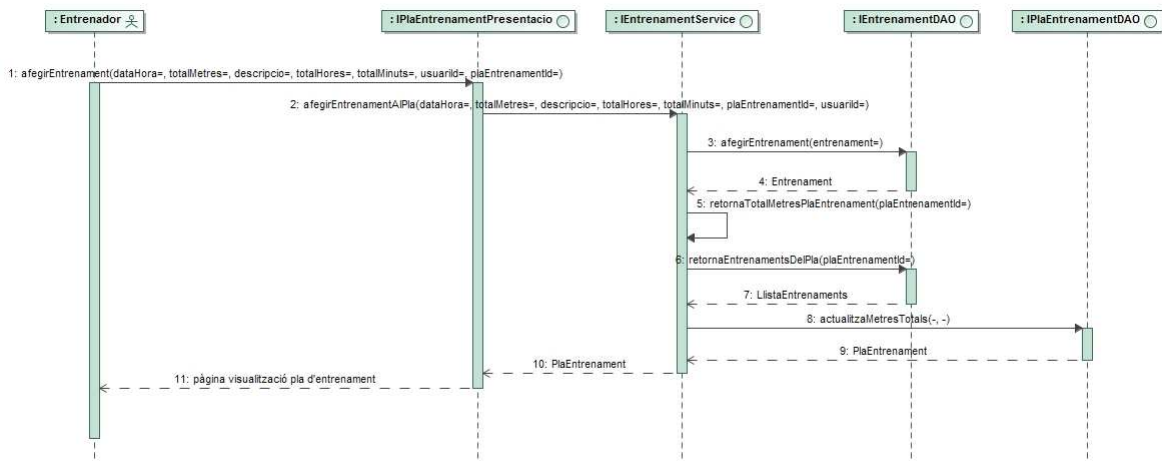 : Entrenador
: IPlaEntrenamentPresentacio
: IEntrenamentService
: IEntrenamentDAO
: IPlaEntrenamentDAO
1: afegirEntrenament(dataHora=, totalMetres=, descripcio=, totalHores=, totalMinuts=, usuariId=, plaEntrenamentId=)
2: afegirEntrenamentAlPla(dataHora=, totalMetres=, descripcio=, totalHores=, totalMinuts=, plaEntrenamentId=, usuariId=)
3: afegirEntrenament(entrenament=)
4: Entrenament
5: retornaTotalMetresPlaEntrenament(plaEntrenamentId=)
6: retornaEntrenamentsDelPla(plaEntrenamentId=)
7: LlistaEntrenaments
8: actualitzaMetresTotals(-, -)
9: PlaEntrenament
10: PlaEntrenament
11: pàgina visualització pla d'entrenament